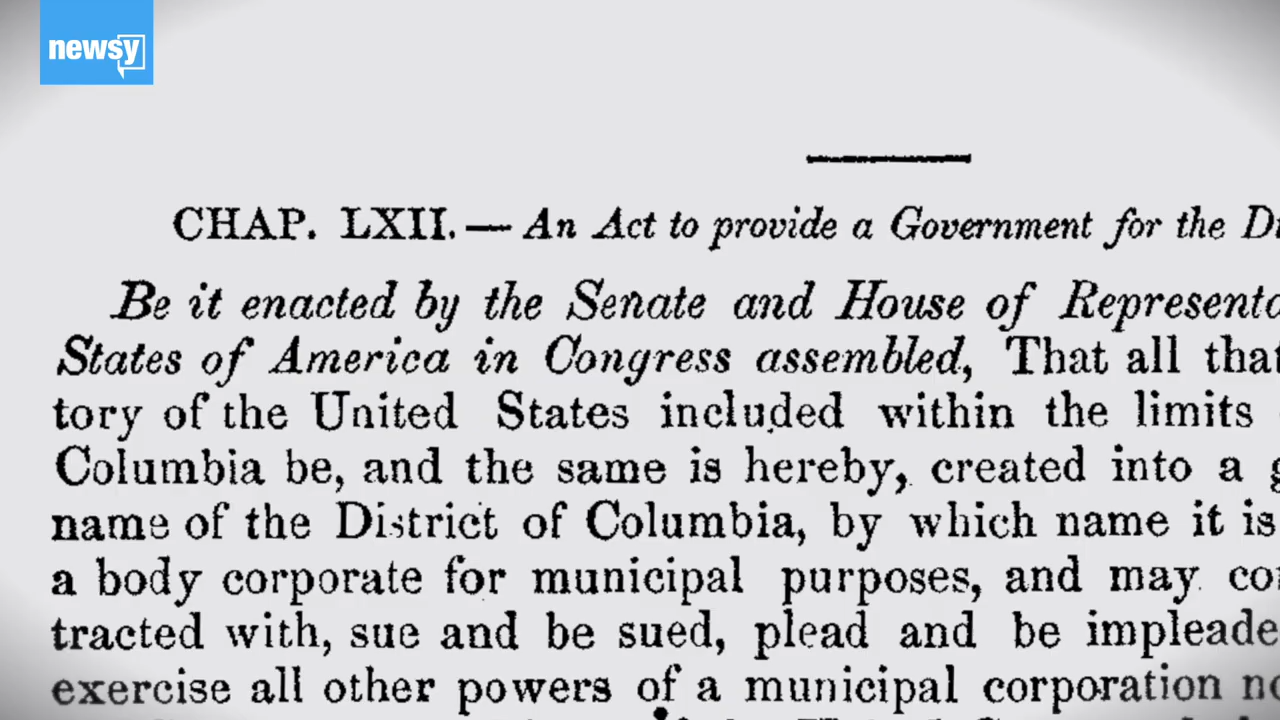 newsy
CHAP. LXII. — An Act to provide a Government for the
Be it enacted by the Senate and House of
States of America in Congress assembled, That all
tory of the United States included within the limits
Columbia be, and the same is hereby, created into a
name of the District of Columbia, by which name it is
a body corporate for municipal purposes, and may
tracted with, sue and be sued, plead and be
exercise all other powers of a municipal corporation